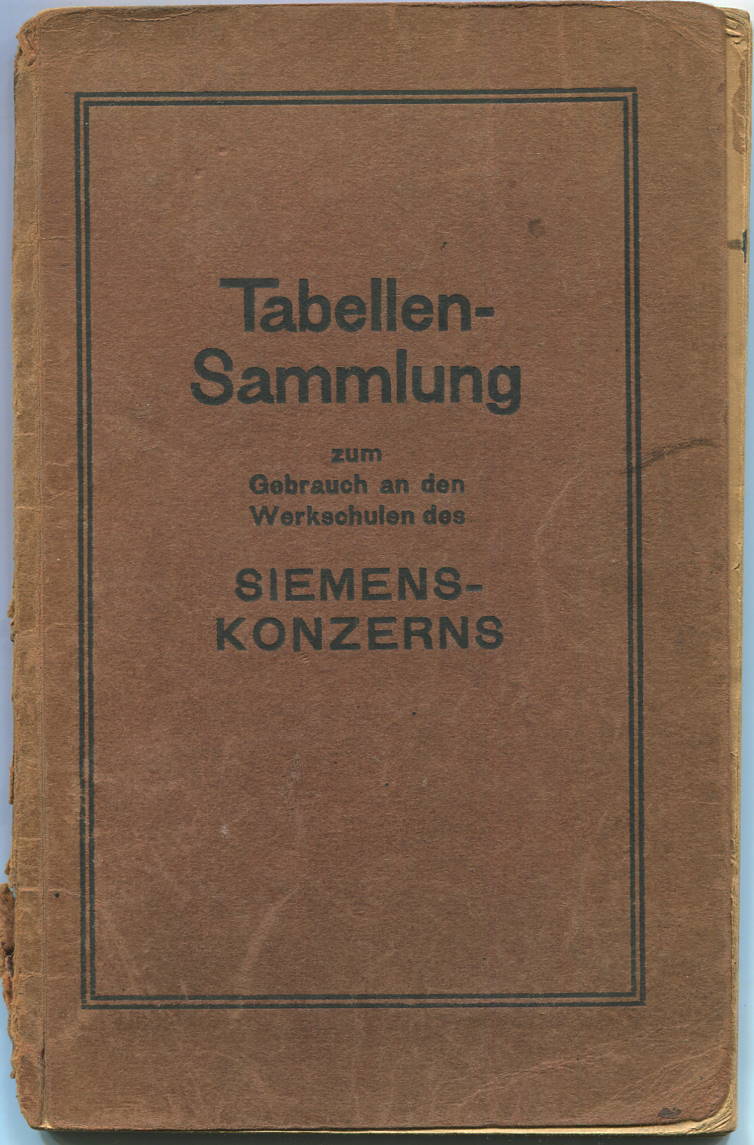 Tabellen-
Sammlung
zum
Gebrauch an den
Werkschulen des
SIEMENS-
KONZERNS